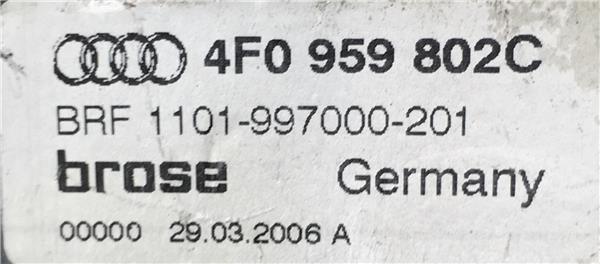 4F0 959 802C
BRF 1101-997000-201
brose Germany
00000 29.03.2006 A